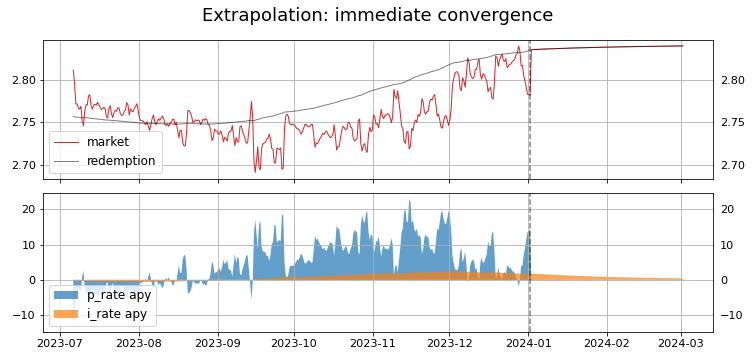 Extrapolation: immediate convergence
2.80
2.75
2.70
2.80
2.75
2.70
market
redemption
20
10
0
−10
20
10
0
−10
p_rate apy
i_rate apy
2023-07 2023-08 2023-09 2023-10 2023-11 2023-12 2024-01 2024-02 2024-03